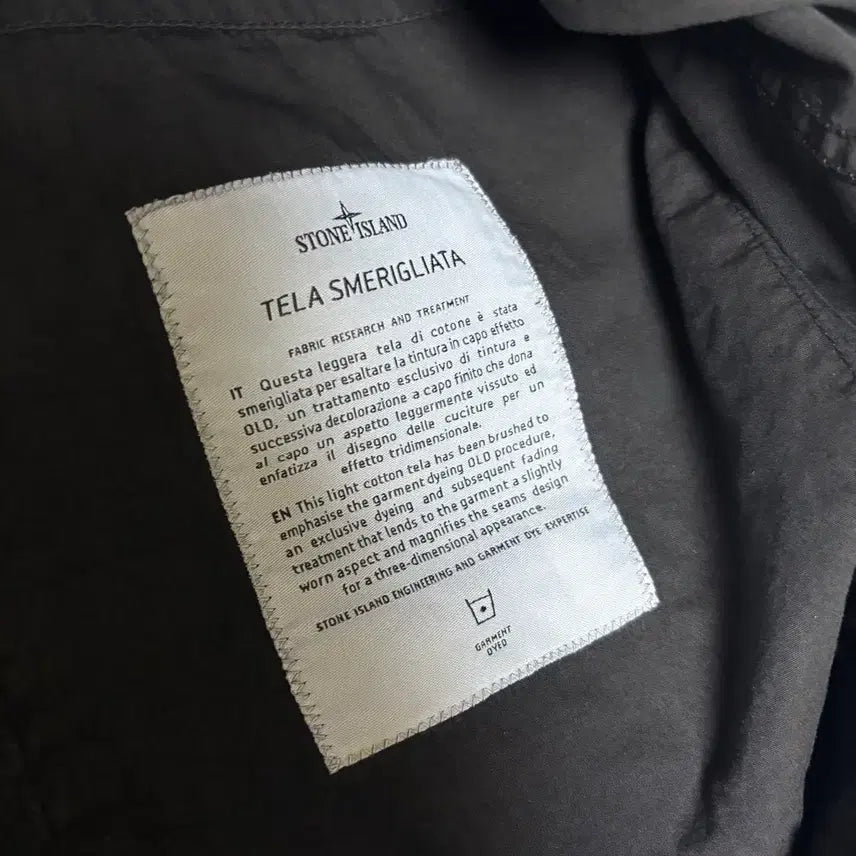 STONE ISLAND
TELA SMERIGLIATA
FABRIC RESEARCH AND TREATMENT
IT Questa leggera tela di cotone è stata
smerigliata per esaltare la tintura in capo effetto
OLD, un trattamento esclusivo di tintura e
successiva decolorazione a capo finito che dona
al capo un aspetto leggermente vissuto ed
enfatizza il disegno delle cuciture per un
effetto tridimensionale.
EN This light cotton tela has been brushed to
emphasise the garment dyeing OLD procedure,
an exclusive dyeing and subsequent fading
treatment that lends to the garment a slightly
worn aspect and magnifies the seams design
for a three-dimensional appearance.
STONE ISLAND ENGINEERING AND GARMENT DYE EXPERTISE
GARMENT
DYED